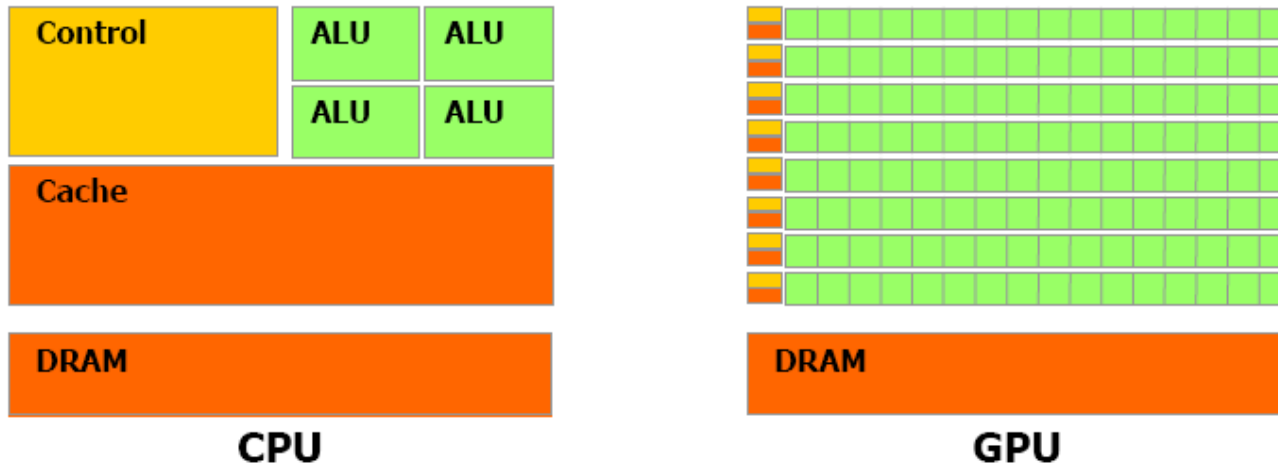 Control
ALU ALU
ALU ALU
Cache
DRAM
CPU
DRAM
GPU